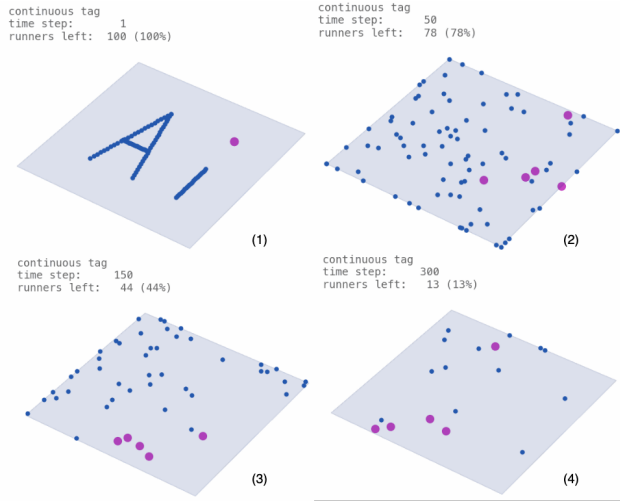 continuous tag
time step: 1
runners left: 100 (100%)
(1)
continuous tag
time step: 50
runners left: 78 (78%)
(2)
continuous tag
time step: 150
runners left: 44 (44%)
(3)
continuous tag
time step: 300
runners left: 13 (13%)
(4)